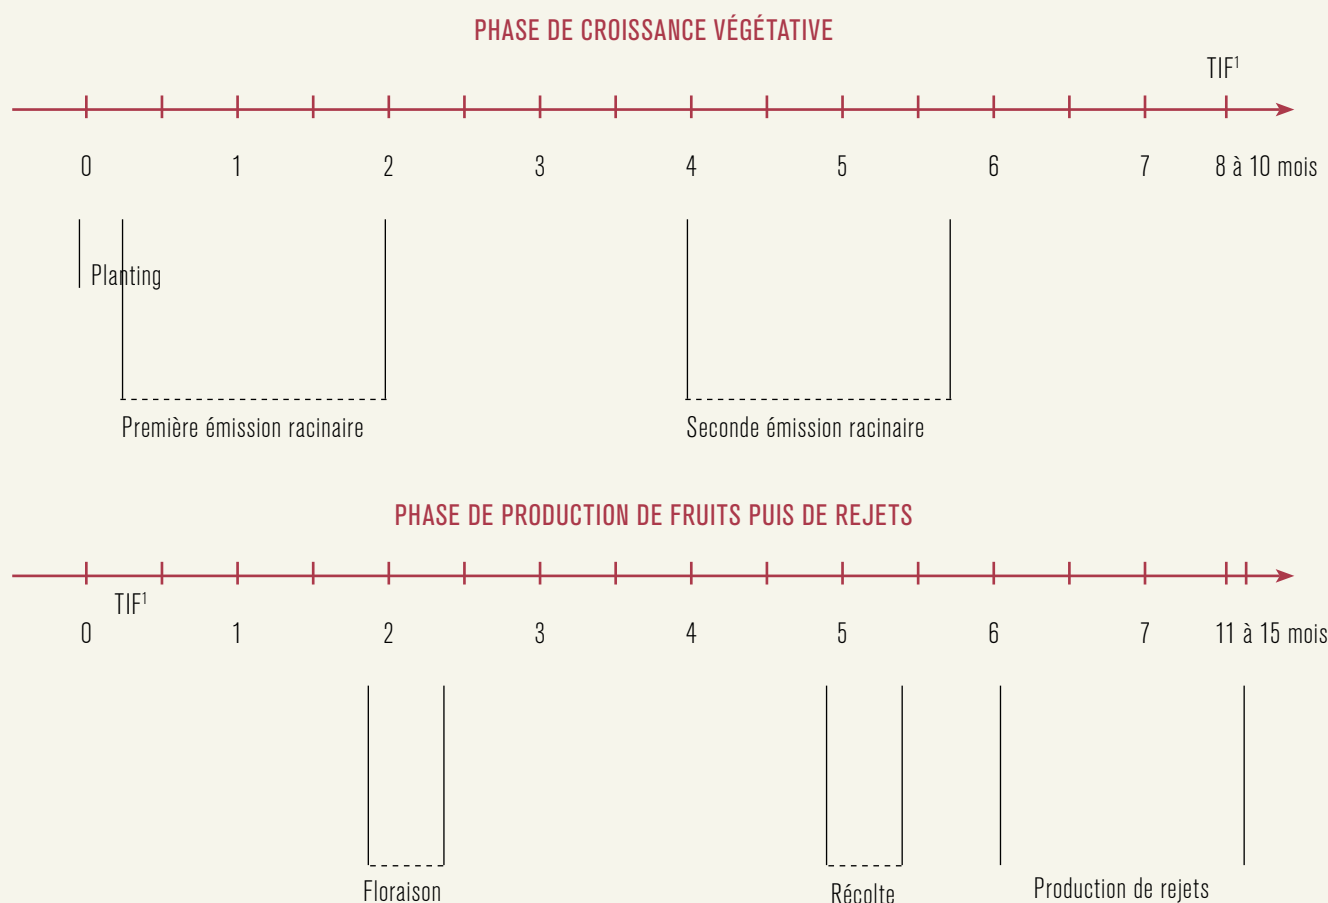 PHASE DE CROISSANCE VÉGÉTATIVE
TIF¹
0 1 2 3 4 5 6 7 8 à 10 mois
Planting
Première émission racinaire Seconde émission racinaire
PHASE DE PRODUCTION DE FRUITS PUIS DE REJETS
TIF¹
0 1 2 3 4 5 6 7 11 à 15 mois
Floraison Récolte Production de rejets